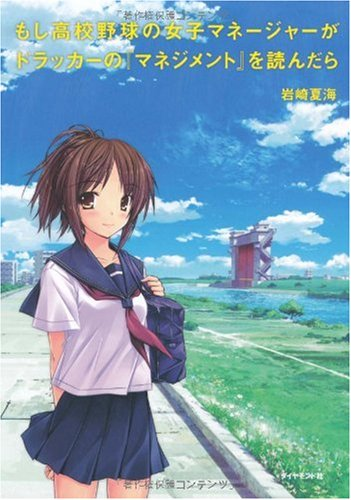 『著作権保護コンテンツ』
もし高校野球の女子マネージャーが
ドラッカーの『マネジメント』を読んだら
岩崎夏海
ダイヤモンド社
『著作権保護コンテンツ』